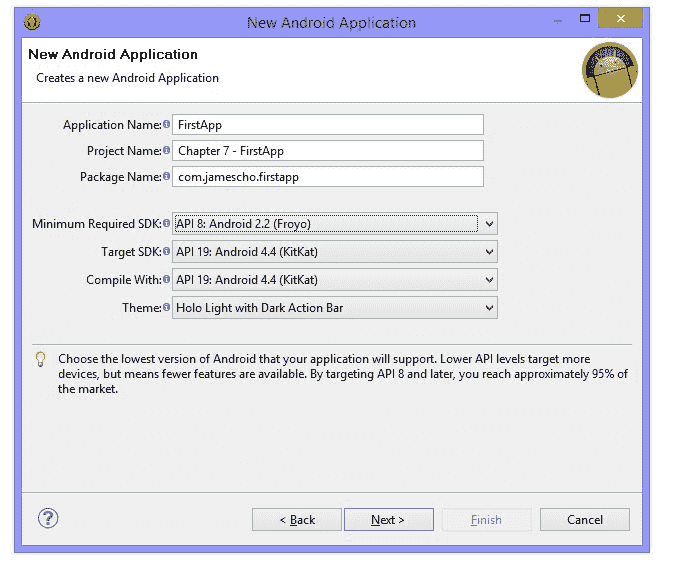 New Android Application
New Android Application
Creates a new Android Application
Application Name: FirstApp
Project Name: Chapter 7 - FirstApp
Package Name: com.jamescho.firstapp
Minimum Required SDK: API 8: Android 2.2 (Froyo)
Target SDK: API 19: Android 4.4 (KitKat)
Compile With: API 19: Android 4.4 (KitKat)
Theme: Holo Light with Dark Action Bar
Choose the lowest version of Android that your application will support. Lower API levels target more
devices, but means fewer features are available. By targeting API 8 and later, you reach approximately 95% of
the market.
? < Back Next > Finish Cancel